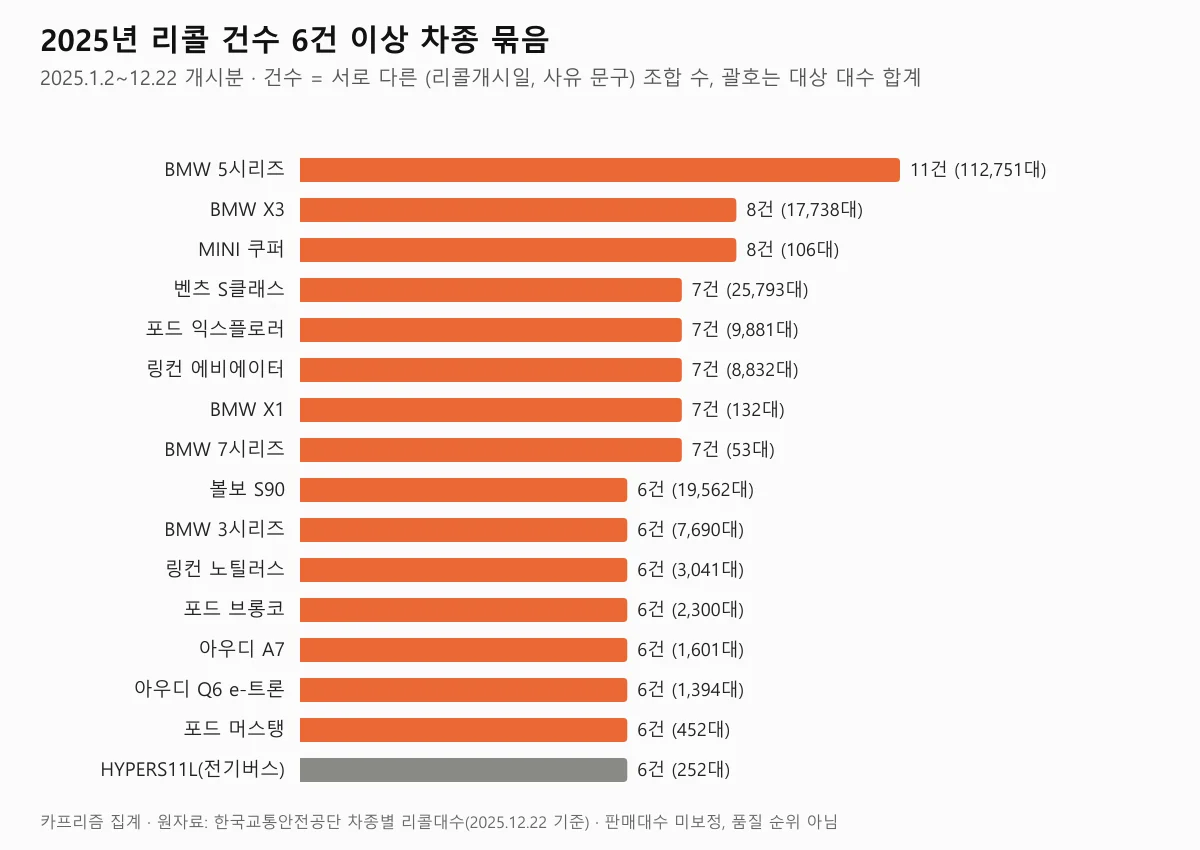 2025년 리콜 건수 6건 이상 차종 묶음
2025.1.2~12.22 개시분 · 건수 = 서로 다른 (리콜개시일, 사유 문구) 조합 수, 괄호는 대상 대수 합계
BMW 5시리즈 11건 (112,751대)
BMW X3 8건 (17,738대)
MINI 쿠퍼 8건 (106대)
벤츠 S클래스 7건 (25,793대)
포드 익스플로러 7건 (9,881대)
링컨 에비에이터 7건 (8,832대)
BMW X1 7건 (132대)
BMW 7시리즈 7건 (53대)
볼보 S90 6건 (19,562대)
BMW 3시리즈 6건 (7,690대)
링컨 노틸러스 6건 (3,041대)
포드 브롱코 6건 (2,300대)
아우디 A7 6건 (1,601대)
아우디 Q6 e-트론 6건 (1,394대)
포드 머스탱 6건 (452대)
HYPERS11L(전기버스) 6건 (252대)
카프리즘 집계 · 원자료: 한국교통안전공단 차종별 리콜대수(2025.12.22 기준) · 판매대수 미보정, 품질 순위 아님